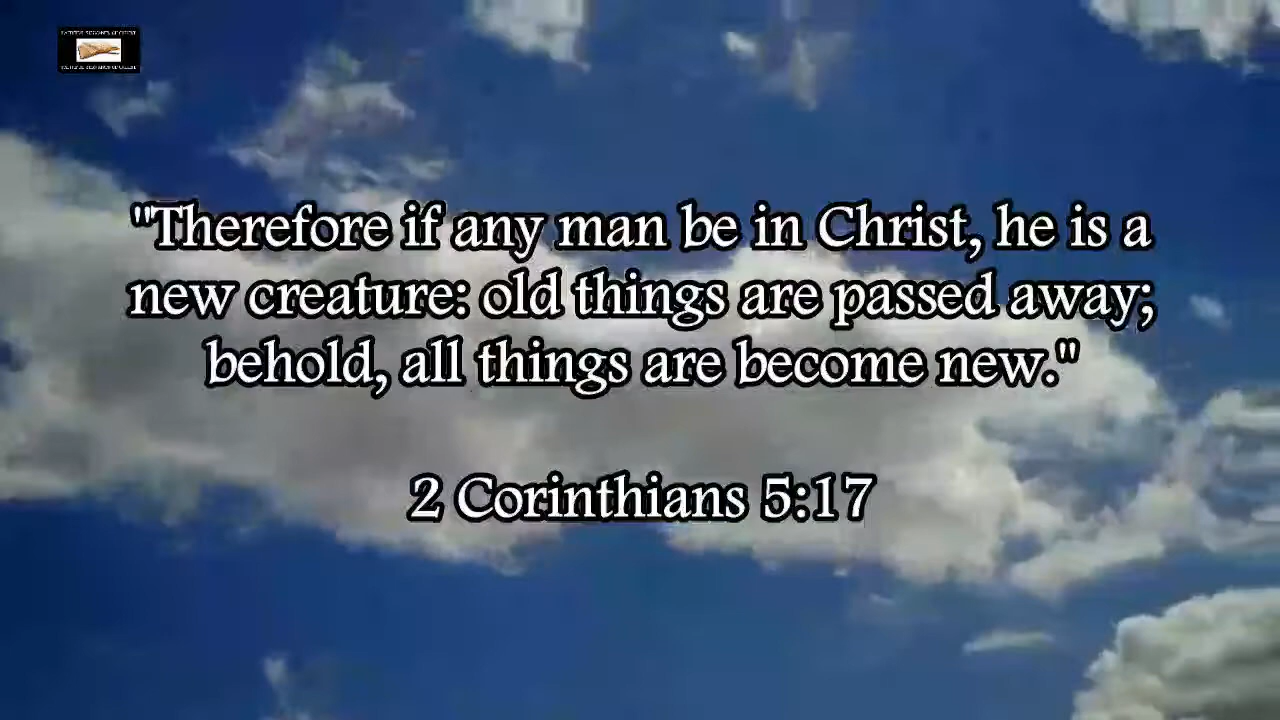 "Therefore if any man be in Christ, he is a
new creature: old things are passed away;
behold, all things are become new."
2 Corinthians 5:17